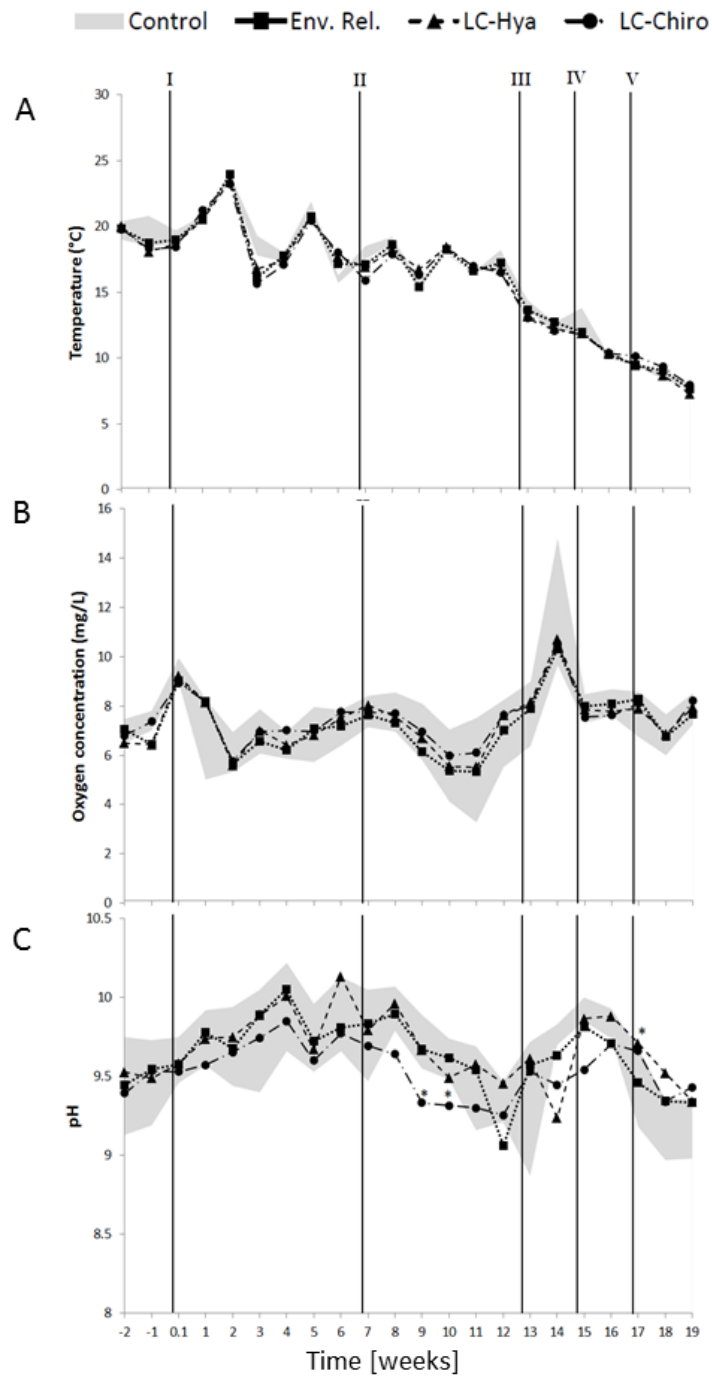 Control Env. Rel. LC-Hya LC-Chiro
I II III IV V
A
30
25
20
15
10
5
0
Temperature (°C)
B
16
14
12
10
8
6
4
2
0
Oxygen concentration (mg/L)
C
10.5
10
9.5
9
8.5
8
pH
* * *
-2 -1 0.1 1 2 3 4 5 6 7 8 9 10 11 12 13 14 15 16 17 18 19
Time [weeks]